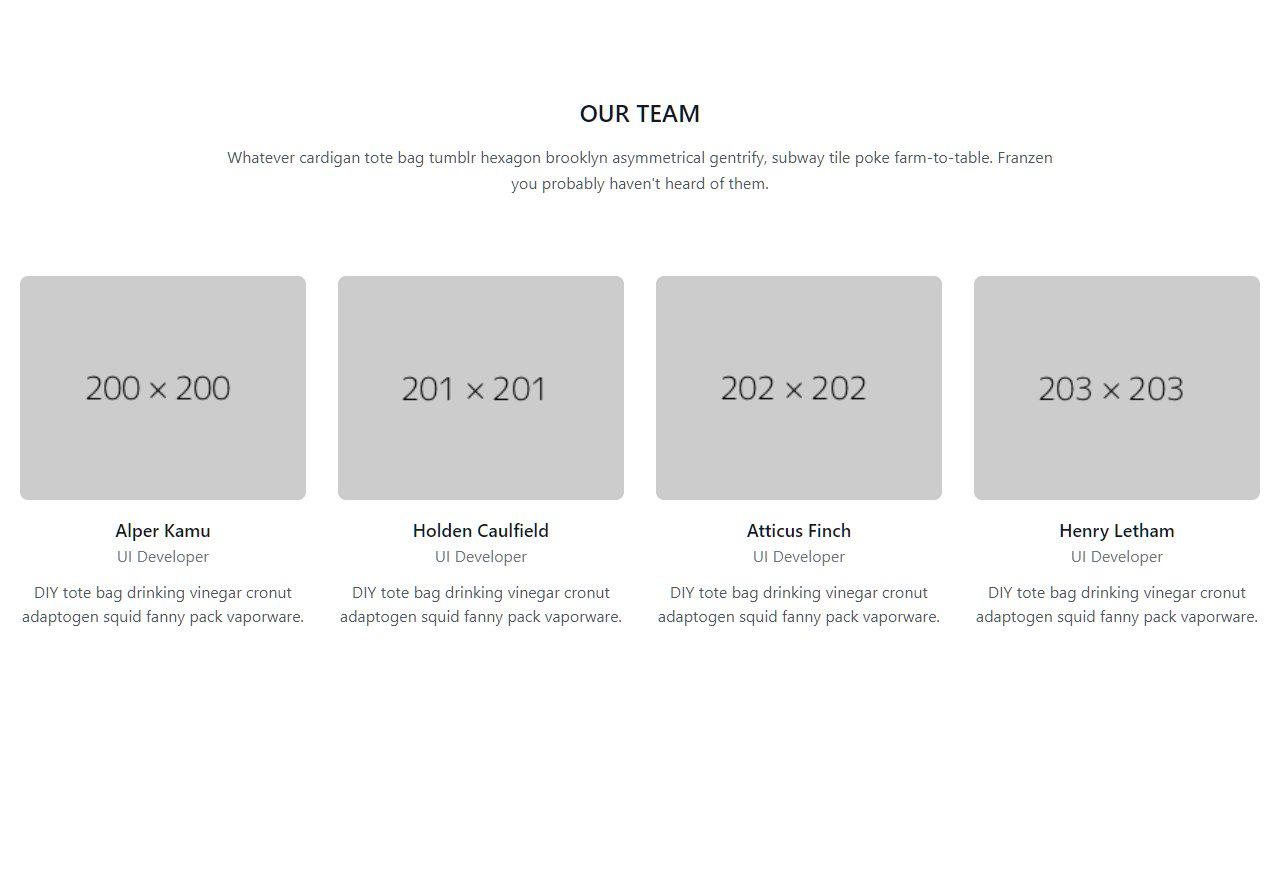 OUR TEAM
Whatever cardigan tote bag tumblr hexagon brooklyn asymmetrical gentrify, subway tile poke farm-to-table. Franzen
you probably haven't heard of them.
200 × 200
201 × 201
202 × 202
203 × 203
Alper Kamu
UI Developer
DIY tote bag drinking vinegar cronut
adaptogen squid fanny pack vaporware.
Holden Caulfield
UI Developer
DIY tote bag drinking vinegar cronut
adaptogen squid fanny pack vaporware.
Atticus Finch
UI Developer
DIY tote bag drinking vinegar cronut
adaptogen squid fanny pack vaporware.
Henry Letham
UI Developer
DIY tote bag drinking vinegar cronut
adaptogen squid fanny pack vaporware.